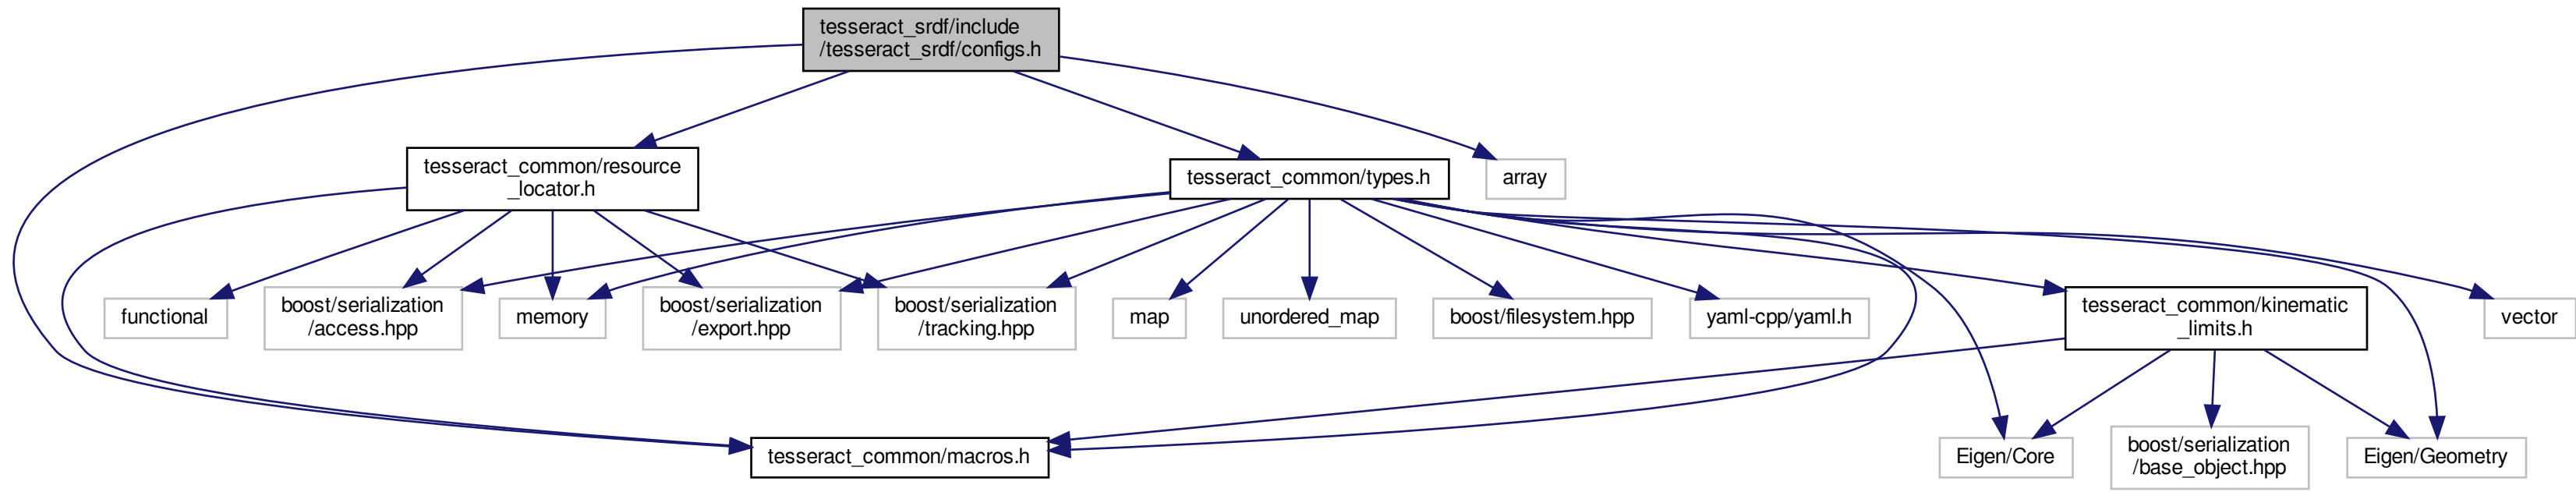 tesseract_srdf/include
/tesseract_srdf/configs.h
tesseract_common/resource
_locator.h
tesseract_common/types.h
array
functional
boost/serialization
/access.hpp
memory
boost/serialization
/export.hpp
boost/serialization
/tracking.hpp
map
unordered_map
boost/filesystem.hpp
yaml-cpp/yaml.h
tesseract_common/kinematic
_limits.h
vector
tesseract_common/macros.h
Eigen/Core
boost/serialization
/base_object.hpp
Eigen/Geometry